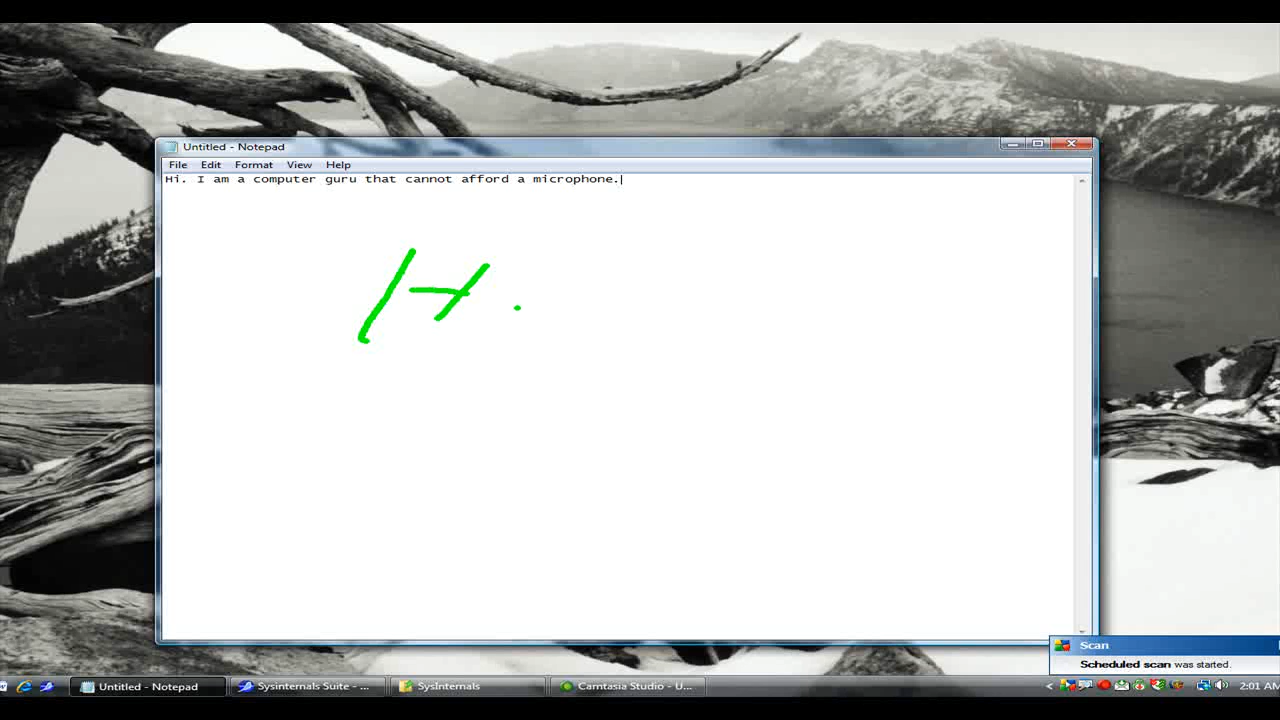 Untitled - Notepad
File Edit Format View Help
Hi. I am a computer guru that cannot afford a microphone.
H.
Scan
Scheduled scan was started.
Untitled - Notepad
Sysinternals Suite - ...
SysInternals
Camtasia Studio - U...
2:01 AM